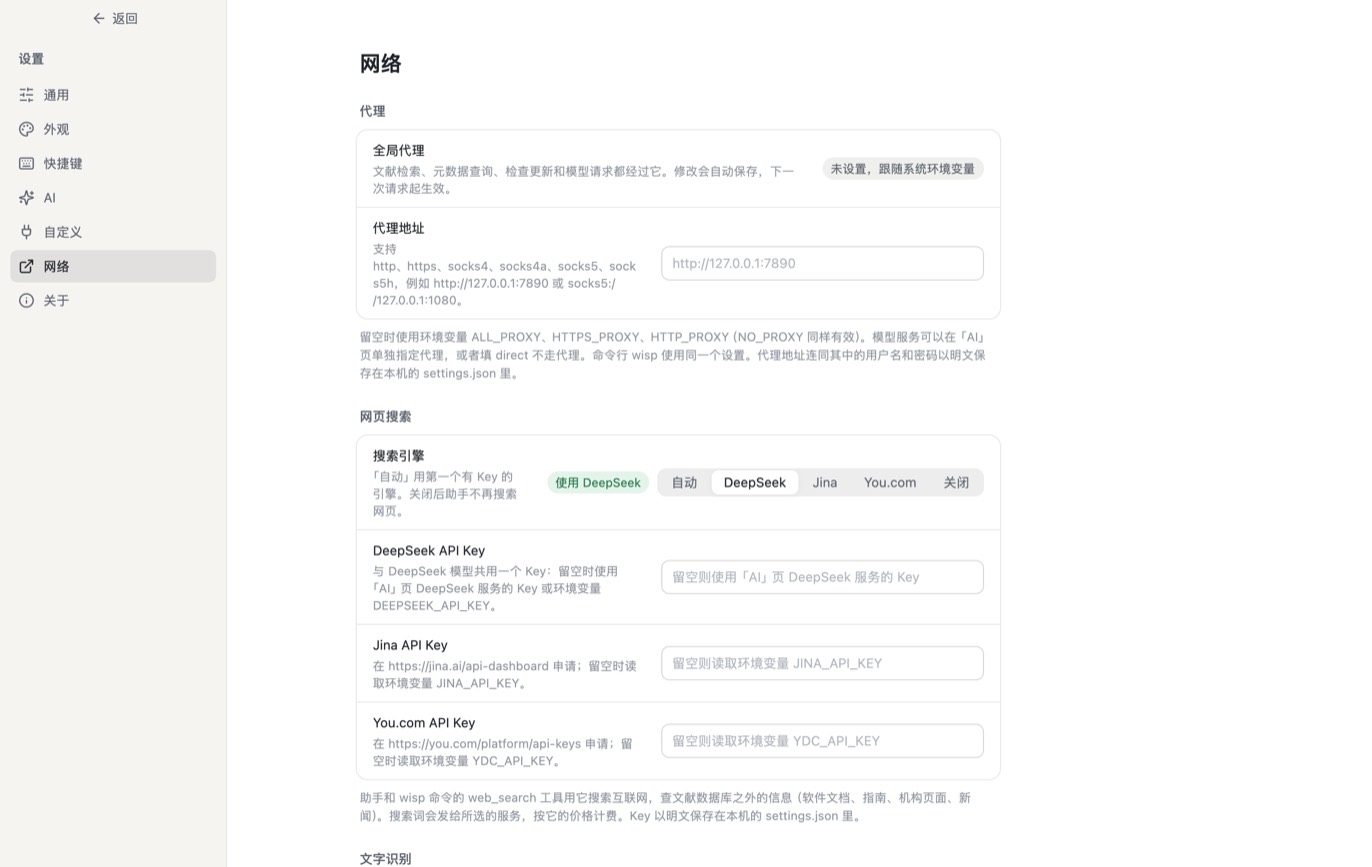 返回
设置
通用
外观
快捷键
AI
自定义
网络
关于
网络
代理
全局代理
文献检索、元数据查询、检查更新和模型请求都经过它。修改会自动保存，下一
次请求起生效。
未设置，跟随系统环境变量
代理地址
支持
http、https、socks4、socks4a、socks5、sock
s5h，例如 http://127.0.0.1:7890 或 socks5:/
/127.0.0.1:1080。
http://127.0.0.1:7890
留空时使用环境变量 ALL_PROXY、HTTPS_PROXY、HTTP_PROXY (NO_PROXY 同样有效)。模型服务可以在「AI」
页单独指定代理，或者填 direct 不走代理。命令行 wisp 使用同一个设置。代理地址连同其中的用户名和密码以明文保
存在本机的 settings.json 里。
网页搜索
搜索引擎
「自动」用第一个有 Key 的
引擎。关闭后助手不再搜索
网页。
使用 DeepSeek
自动 DeepSeek Jina You.com 关闭
DeepSeek API Key
与 DeepSeek 模型共用一个 Key：留空时使用
「AI」页 DeepSeek 服务的 Key 或环境变量
DEEPSEEK_API_KEY。
留空则使用「AI」页 DeepSeek 服务的 Key
Jina API Key
在 https://jina.ai/api-dashboard 申请；留空时读
取环境变量 JINA_API_KEY。
留空则读取环境变量 JINA_API_KEY
You.com API Key
在 https://you.com/platform/api-keys 申请；留
空时读取环境变量 YDC_API_KEY。
留空则读取环境变量 YDC_API_KEY
助手和 wisp 命令的 web_search 工具用它搜索互联网，查文献数据库之外的信息（软件文档、指南、机构页面、新
闻）。搜索词会发给所选的服务，按它的价格计费。Key 以明文保存在本机的 settings.json 里。
文字识别